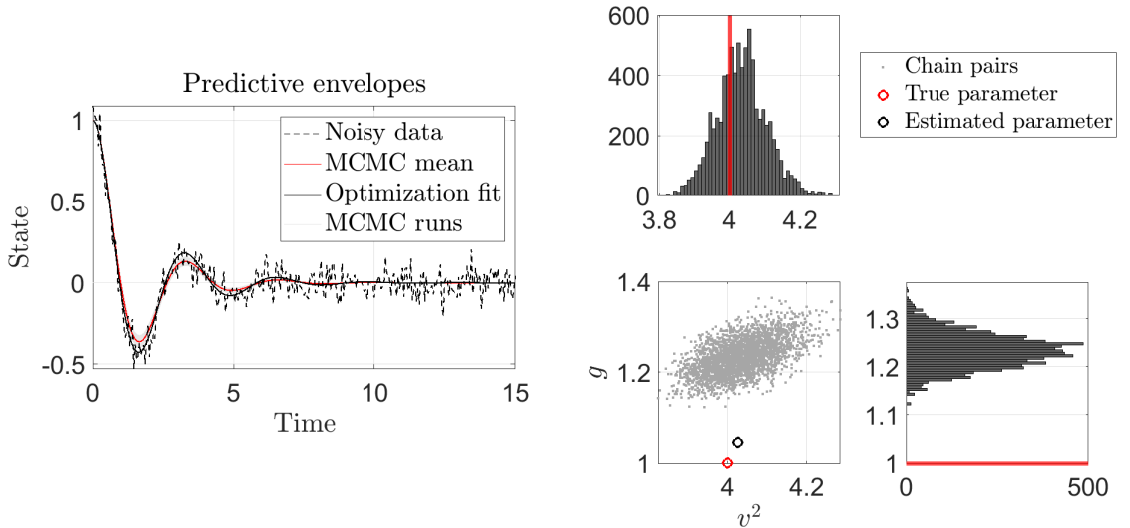 Predictive envelopes
1
0.5
0
-0.5
State
0
5
10
15
Time
Noisy data
MCMC mean
Optimization fit
MCMC runs
600
400
200
0
3.8
4
4.2
Chain pairs
True parameter
Estimated parameter
1.4
1.2
1
g
4
4.2
v²
1.3
1.2
1.1
1
0
500